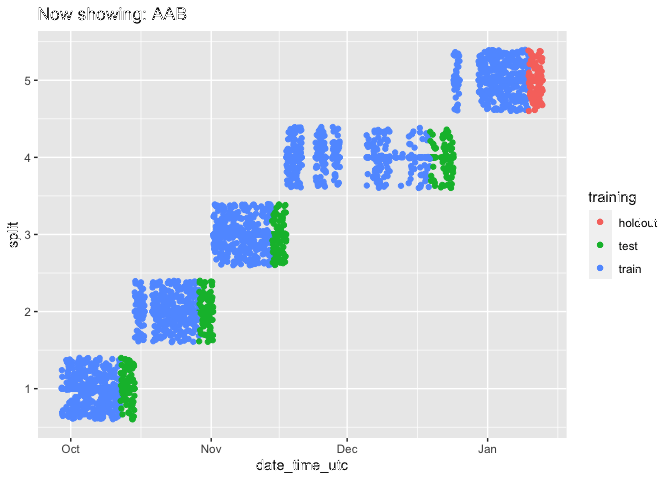 Now showing: AAB
5
4
3
2
1
split
Oct
Nov
Dec
Jan
date_time_utc
training
holdout
test
train